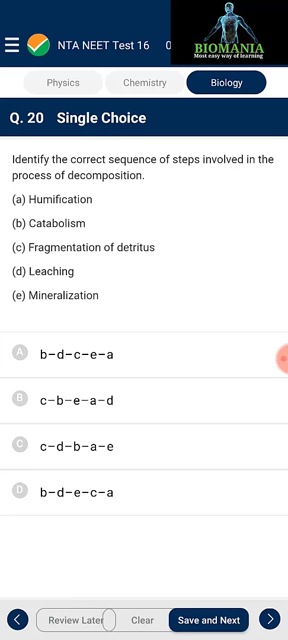 NTA NEET Test 16
0
BIOMANIA
Most easy way of learning
Physics
Chemistry
Biology
Q. 20 Single Choice
Identify the correct sequence of steps involved in the
process of decomposition.
(a) Humification
(b) Catabolism
(c) Fragmentation of detritus
(d) Leaching
(e) Mineralization
A b–d–c–e–a
B c–b–e–a–d
C c–d–b–a–e
D b–d–e–c–a
Review Later
Clear
Save and Next